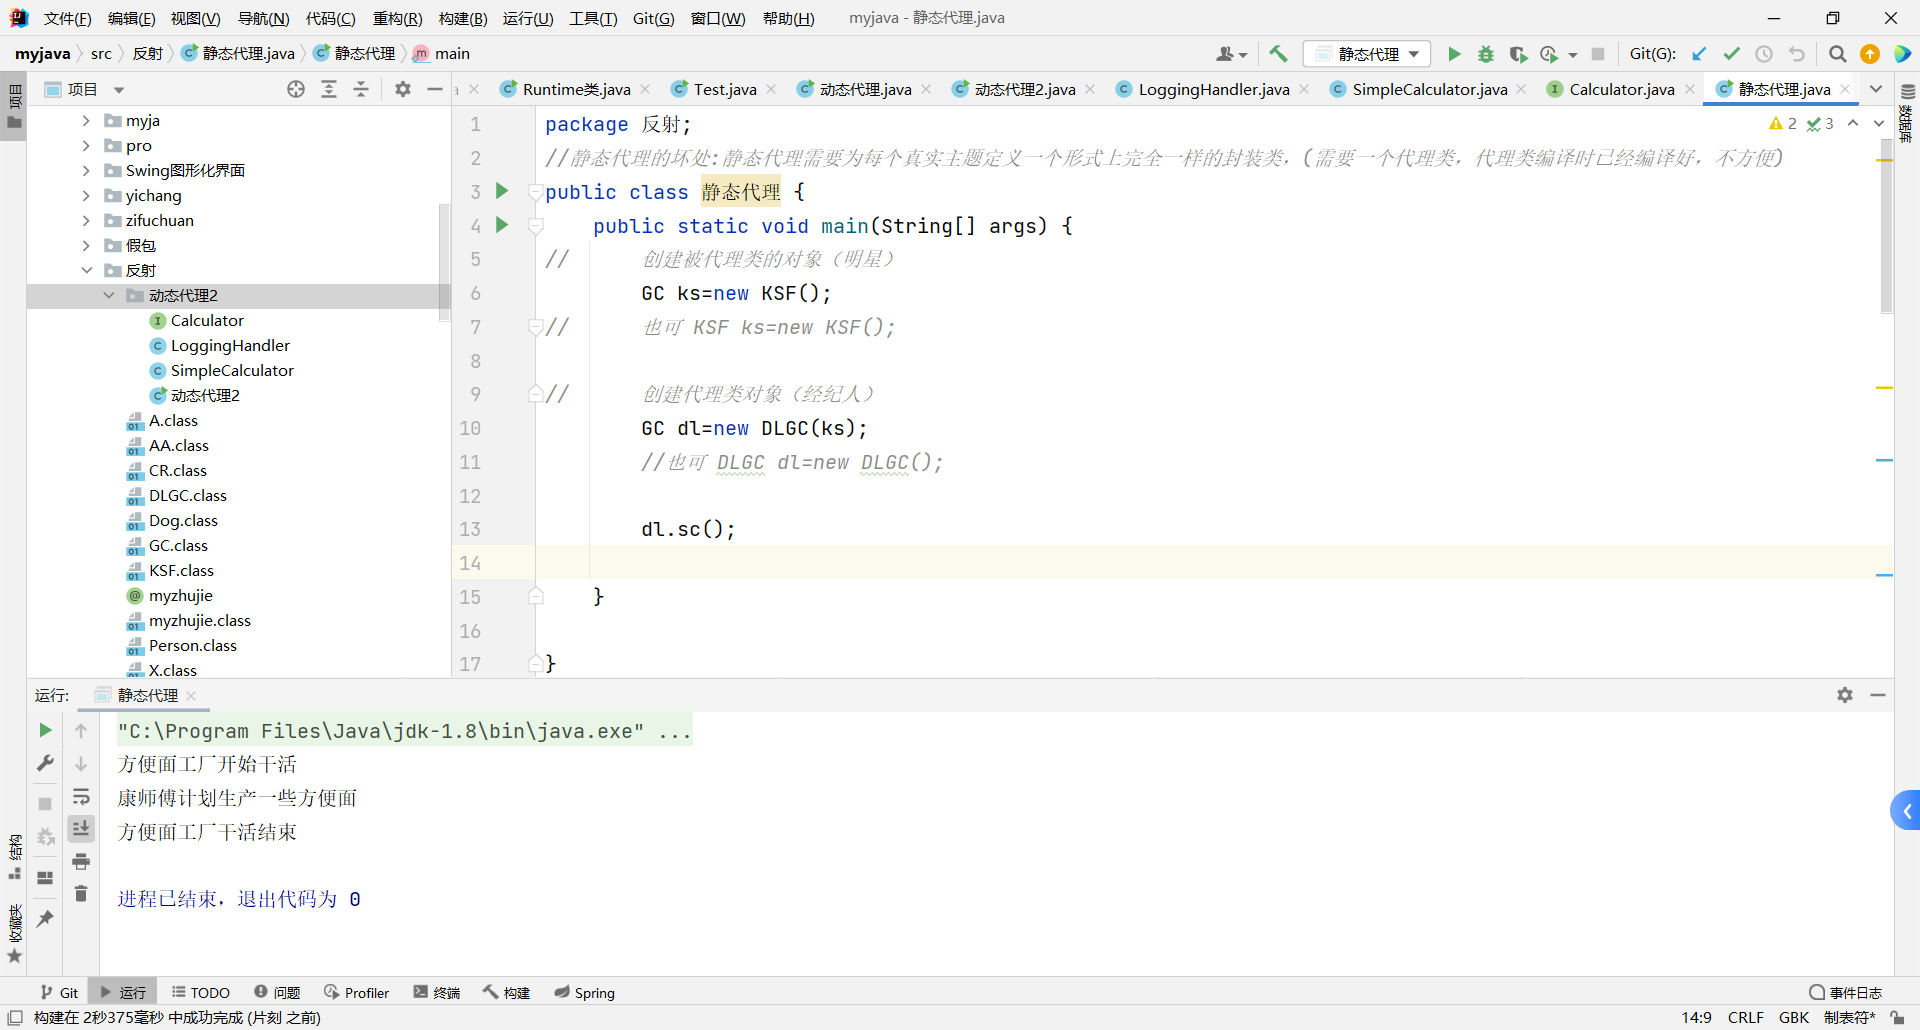 文件(F) 编辑(E) 视图(V) 导航(N) 代码(C) 重构(R) 构建(B) 运行(U) 工具(T) Git(G) 窗口(W) 帮助(H) myjava - 静态代理.java
myjava src 反射 静态代理.java 静态代理 main 静态代理 Git(G):
项目 Runtime类.java Test.java 动态代理.java 动态代理2.java LoggingHandler.java SimpleCalculator.java Calculator.java 静态代理.java
项目
数据库
myja
pro
Swing图形化界面
yichang
zifuchuan
假包
反射
动态代理2
Calculator
LoggingHandler
SimpleCalculator
动态代理2
A.class
AA.class
CR.class
DLGC.class
Dog.class
GC.class
KSF.class
myzhujie
myzhujie.class
Person.class
X.class
2 3
1 package 反射;
2 //静态代理的坏处:静态代理需要为每个真实主题定义一个形式上完全一样的封装类,(需要一个代理类,代理类编译时已经编译好,不方便)
3 public class 静态代理 {
4 public static void main(String[] args) {
5 // 创建被代理类的对象（明星）
6 GC ks=new KSF();
7 // 也可 KSF ks=new KSF();
8
9 // 创建代理类对象（经纪人）
10 GC dl=new DLGC(ks);
11 //也可 DLGC dl=new DLGC();
12
13 dl.sc();
14
15 }
16
17 }
运行: 静态代理
"C:\Program Files\Java\jdk-1.8\bin\java.exe" ...
方便面工厂开始干活
康师傅计划生产一些方便面
方便面工厂干活结束
进程已结束，退出代码为 0
结构
收藏夹
Git 运行 TODO 问题 Profiler 终端 构建 Spring 事件日志
构建在 2秒375毫秒 中成功完成 (片刻 之前) 14:9 CRLF GBK 制表符*